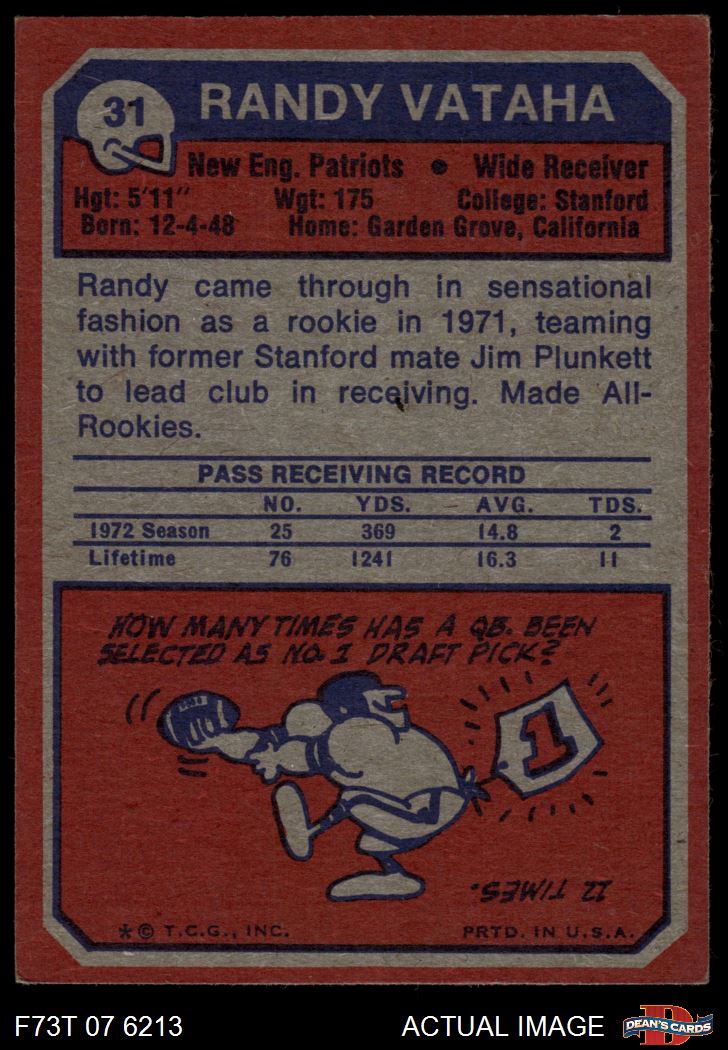 31
RANDY VATAHA
New Eng. Patriots • Wide Receiver
Hgt: 5'11" Wgt: 175 College: Stanford
Born: 12-4-48 Home: Garden Grove, California
Randy came through in sensational
fashion as a rookie in 1971, teaming
with former Stanford mate Jim Plunkett
to lead club in receiving. Made All-
Rookies.
PASS RECEIVING RECORD
NO. YDS. AVG. TDS.
1972 Season 25 369 14.8 2
Lifetime 76 1241 16.3 11
HOW MANY TIMES HAS A QB. BEEN
SELECTED AS NO. 1 DRAFT PICK?
1
12 TIMES.
* © T.C.G., INC. PRTD. IN U.S.A.
F73T 07 6213 ACTUAL IMAGE
D
DEAN'S CARDS